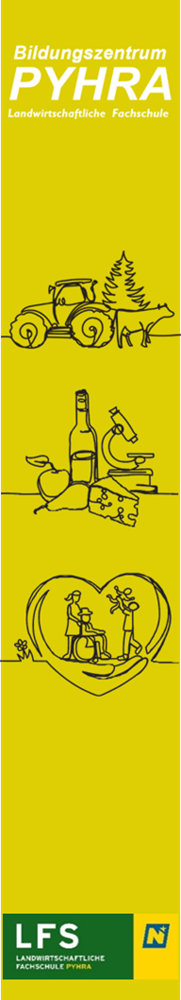 Bildungszentrum
PYHRA
Landwirtschaftliche Fachschule
LFS
LANDWIRTSCHAFTLICHE
FACHSCHULE PYHRA
N